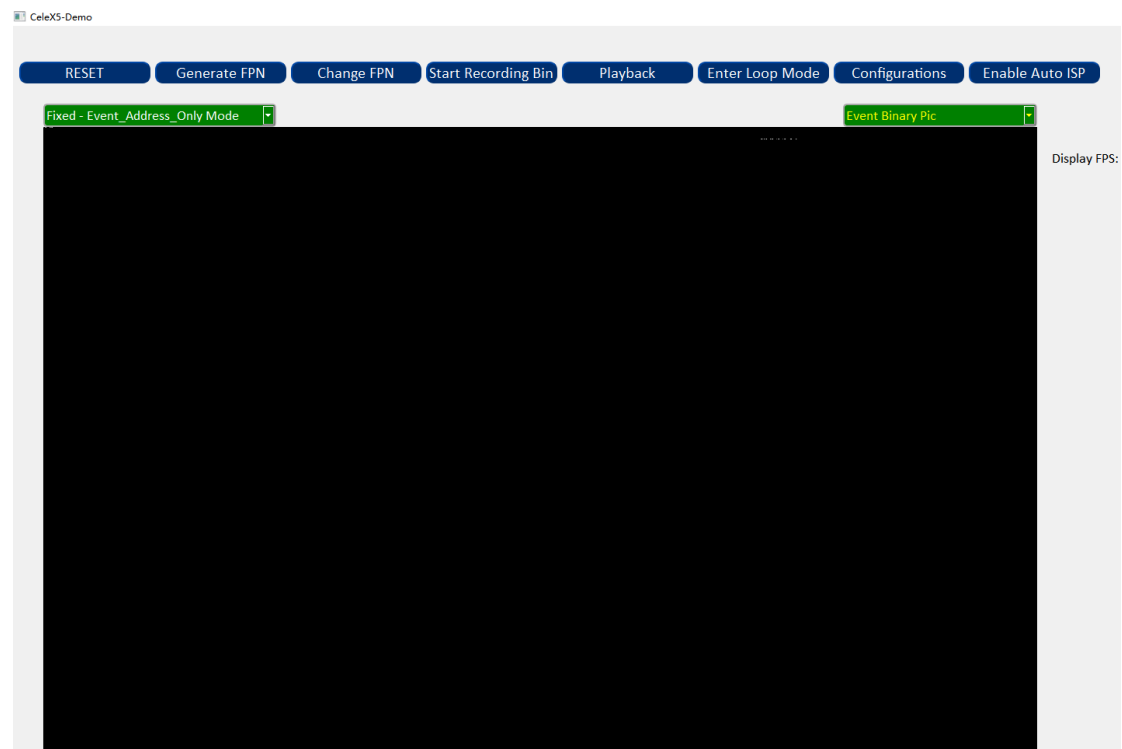 CeleX5-Demo
RESET Generate FPN Change FPN Start Recording Bin Playback Enter Loop Mode Configurations Enable Auto ISP
Fixed - Event_Address_Only Mode Event Binary Pic
Display FPS: